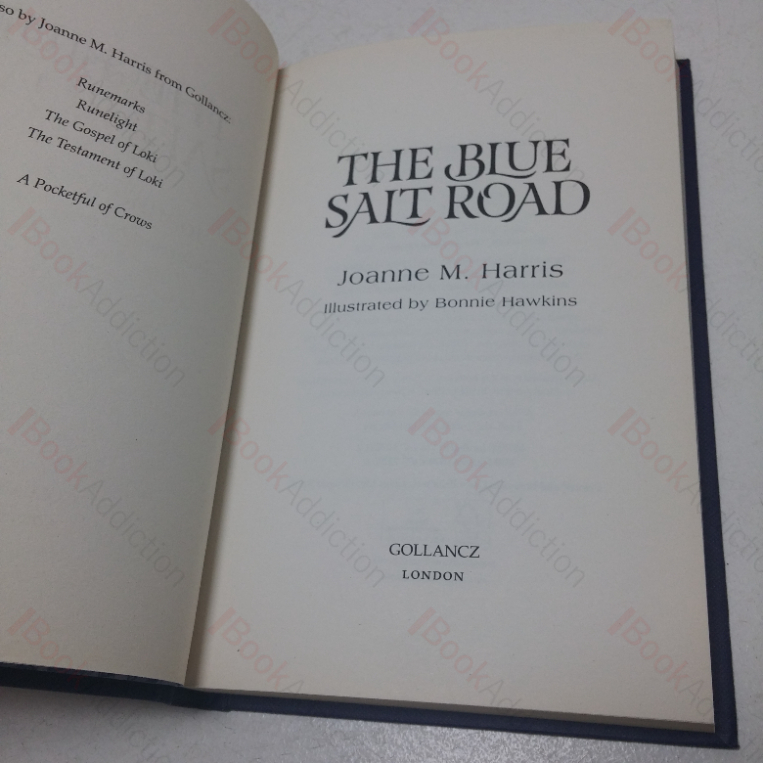 so by Joanne M. Harris from Gollancz:
Runemarks
Runelight
The Gospel of Loki
The Testament of Loki
A Pocketful of Crows
THE BLUE
SALT ROAD
Joanne M. Harris
Illustrated by Bonnie Hawkins
GOLLANCZ
LONDON
BookAddiction